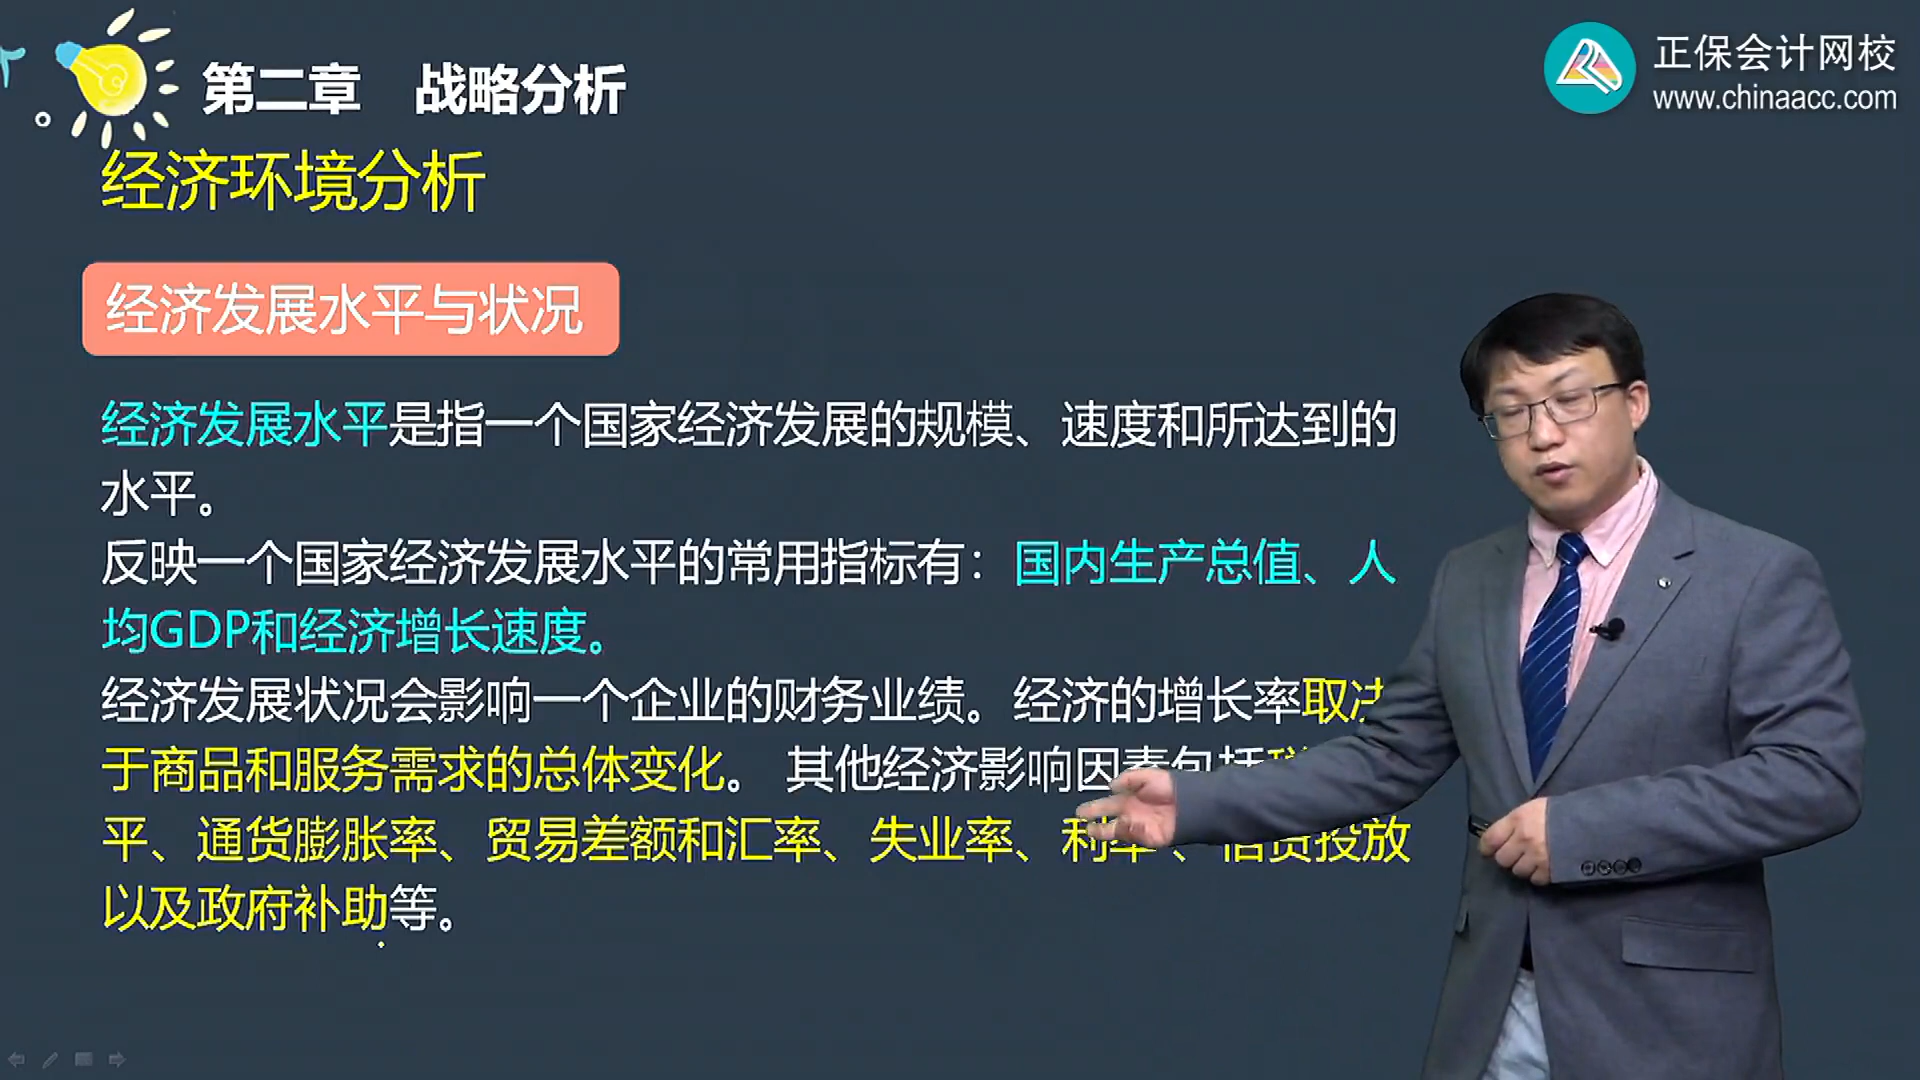 第二章 战略分析
正保会计网校
www.chinaacc.com
经济环境分析
经济发展水平与状况
经济发展水平是指一个国家经济发展的规模、速度和所达到的
水平。
反映一个国家经济发展水平的常用指标有：国内生产总值、人
均GDP和经济增长速度。
经济发展状况会影响一个企业的财务业绩。经济的增长率取决
于商品和服务需求的总体变化。 其他经济影响因素包括
平、通货膨胀率、贸易差额和汇率、失业率、利率、信贷投放
以及政府补助等。